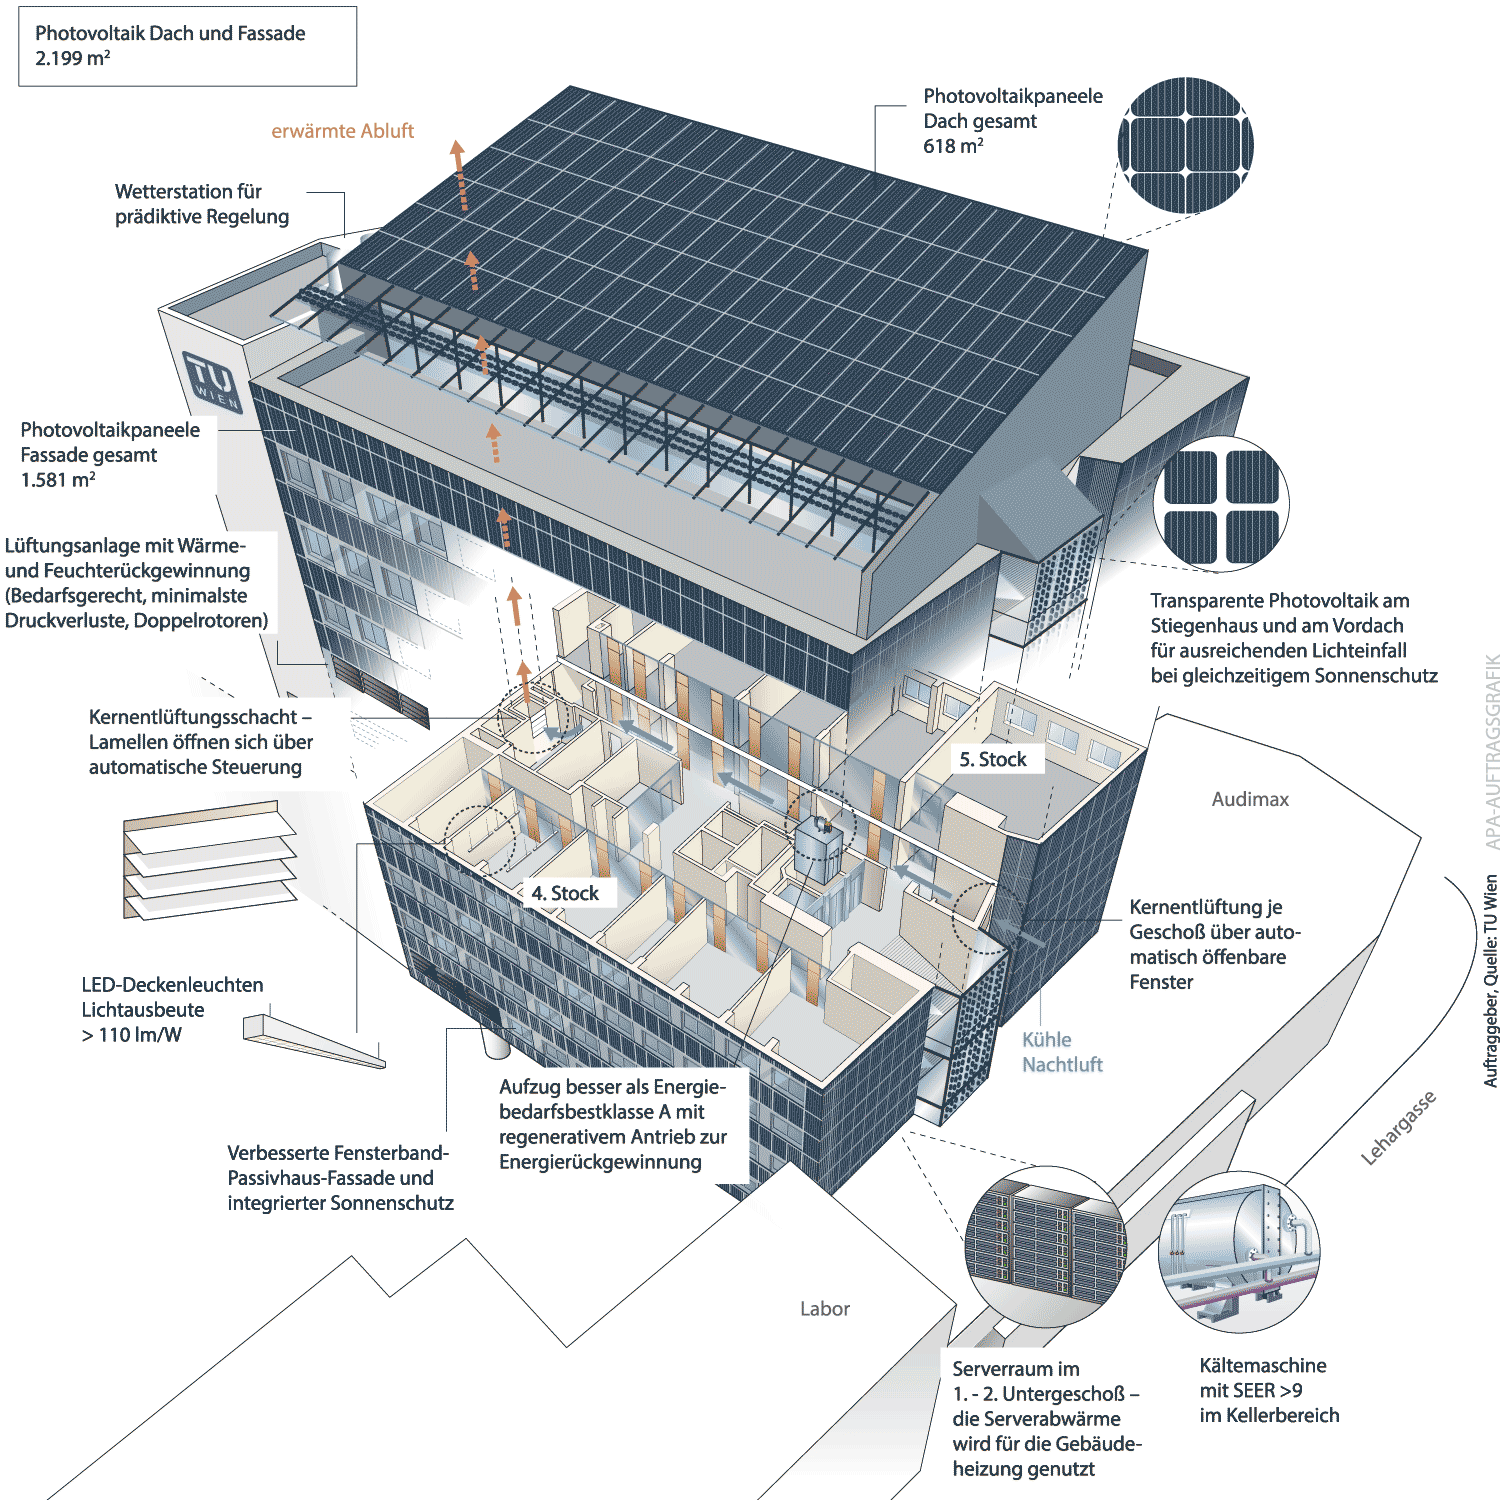 Photovoltaik Dach und Fassade
2.199 m²
erwärmte Abluft
Photovoltaikpaneele
Dach gesamt
618 m²
Wetterstation für
prädiktive Regelung
TU
WIEN
Photovoltaikpaneele
Fassade gesamt
1.581 m²
Lüftungsanlage mit Wärme-
und Feuchterückgewinnung
(Bedarfsgerecht, minimalste
Druckverluste, Doppelrotoren)
Transparente Photovoltaik am
Stiegenhaus und am Vordach
für ausreichenden Lichteinfall
bei gleichzeitigem Sonnenschutz
Kernentlüftungsschacht –
Lamellen öffnen sich über
automatische Steuerung
5. Stock
Audimax
4. Stock
Kernentlüftung je
Geschoß über auto-
matisch öffenbare
Fenster
LED-Deckenleuchten
Lichtausbeute
> 110 lm/W
Kühle
Nachtluft
Aufzug besser als Energie-
bedarfsbestklasse A mit
regenerativem Antrieb zur
Energierückgewinnung
Verbesserte Fensterband-
Passivhaus-Fassade und
integrierter Sonnenschutz
Lehargasse
Labor
Serverraum im
1. - 2. Untergeschoß –
die Serverabwärme
wird für die Gebäude-
heizung genutzt
Kältemaschine
mit SEER >9
im Kellerbereich
Auftraggeber, Quelle: TU Wien APA-AUFTRAGSGRAFIK